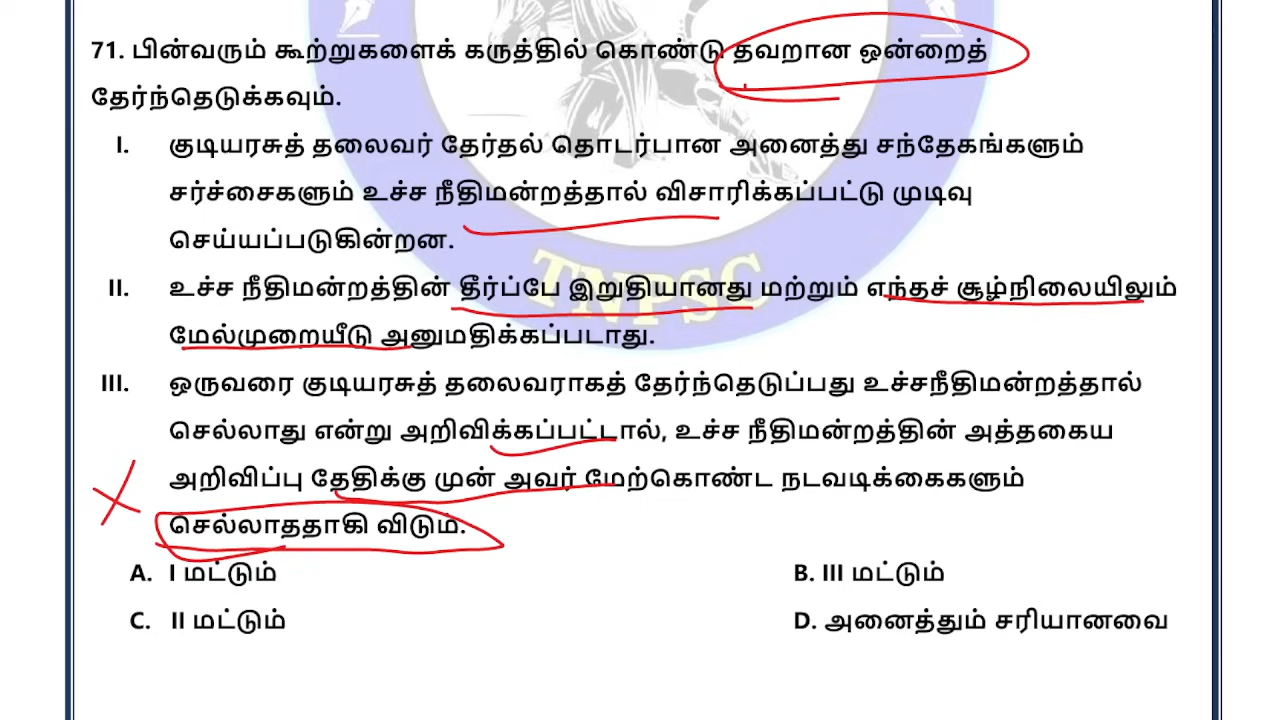 71. பின்வரும் கூற்றுகளைக் கருத்தில் கொண்டு தவறான ஒன்றைத்
தேர்ந்தெடுக்கவும்.
I. குடியரசுத் தலைவர் தேர்தல் தொடர்பான அனைத்து சந்தேகங்களும்
சர்ச்சைகளும் உச்ச நீதிமன்றத்தால் விசாரிக்கப்பட்டு முடிவு
செய்யப்படுகின்றன.
II. உச்ச நீதிமன்றத்தின் தீர்ப்பே இறுதியானது மற்றும் எந்தச் சூழ்நிலையிலும்
மேல்முறையீடு அனுமதிக்கப்படாது.
TNPSC
III. ஒருவரை குடியரசுத் தலைவராகத் தேர்ந்தெடுப்பது உச்சநீதிமன்றத்தால்
செல்லாது என்று அறிவிக்கப்பட்டால், உச்ச நீதிமன்றத்தின் அத்தகைய
அறிவிப்பு தேதிக்கு முன் அவர் மேற்கொண்ட நடவடிக்கைகளும்
செல்லாததாகி விடும்.
A. I மட்டும் B. III மட்டும்
C. II மட்டும் D. அனைத்தும் சரியானவை